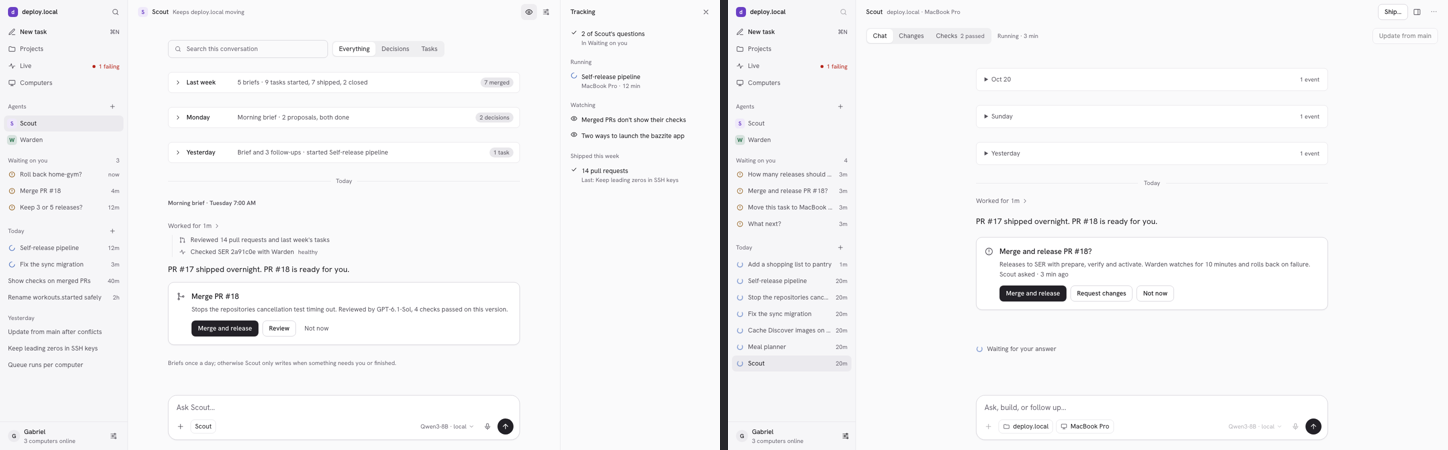 d deploy.local
New task ⌘N
Projects
Live 1 failing
Computers
Agents
S Scout
W Warden
Waiting on you 3
Roll back home-gym? now
Merge PR #18 4m
Keep 3 or 5 releases? 12m
Today
Self-release pipeline 12m
Fix the sync migration 3m
Show checks on merged PRs 40m
Rename workouts.started safely 2h
Yesterday
Update from main after conflicts
Keep leading zeros in SSH keys
Queue runs per computer
G Gabriel
3 computers online
S Scout Keeps deploy.local moving
Search this conversation
Everything Decisions Tasks
Last week 5 briefs · 9 tasks started, 7 shipped, 2 closed 7 merged
Monday Morning brief · 2 proposals, both done 2 decisions
Yesterday Brief and 3 follow-ups · started Self-release pipeline 1 task
Today
Morning brief · Tuesday 7:00 AM
Worked for 1m
Reviewed 14 pull requests and last week's tasks
Checked SER 2a91c0e with Warden healthy
PR #17 shipped overnight. PR #18 is ready for you.
Merge PR #18
Stops the repositories cancellation test timing out. Reviewed by GPT-6.1-Sol, 4 checks passed on this version.
Merge and release Review Not now
Briefs once a day; otherwise Scout only writes when something needs you or finished.
Ask Scout...
Scout Qwen3-8B · local
Tracking
2 of Scout's questions
in Waiting on you
Running
Self-release pipeline
MacBook Pro · 12 min
Watching
Merged PRs don't show their checks
Two ways to launch the bazzite app
Shipped this week
14 pull requests
Last: Keep leading zeros in SSH keys
d deploy.local
New task ⌘N
Projects
Live 1 failing
Computers
Agents
S Scout
W Warden
Waiting on you 4
How many releases should ... 3m
Merge and release PR #18? 3m
Move this task to MacBook ... 3m
What next? 3m
Today
Add a shopping list to pantry 1m
Self-release pipeline 20m
Stop the repositories canc... 20m
Fix the sync migration 20m
Cache Discover images on ... 20m
Meal planner 20m
Scout 20m
G Gabriel
3 computers online
Scout deploy.local · MacBook Pro
Ship...
Chat Changes Checks 2 passed Running · 3 min
Update from main
Oct 20 1 event
Sunday 1 event
Yesterday 1 event
Today
Worked for 1m
PR #17 shipped overnight. PR #18 is ready for you.
Merge and release PR #18?
Releases to SER with prepare, verify and activate. Warden watches for 10 minutes and rolls back on failure.
Scout asked · 3 min ago
Merge and release Request changes Not now
Waiting for your answer
Ask, build, or follow up...
deploy.local MacBook Pro Qwen3-8B · local